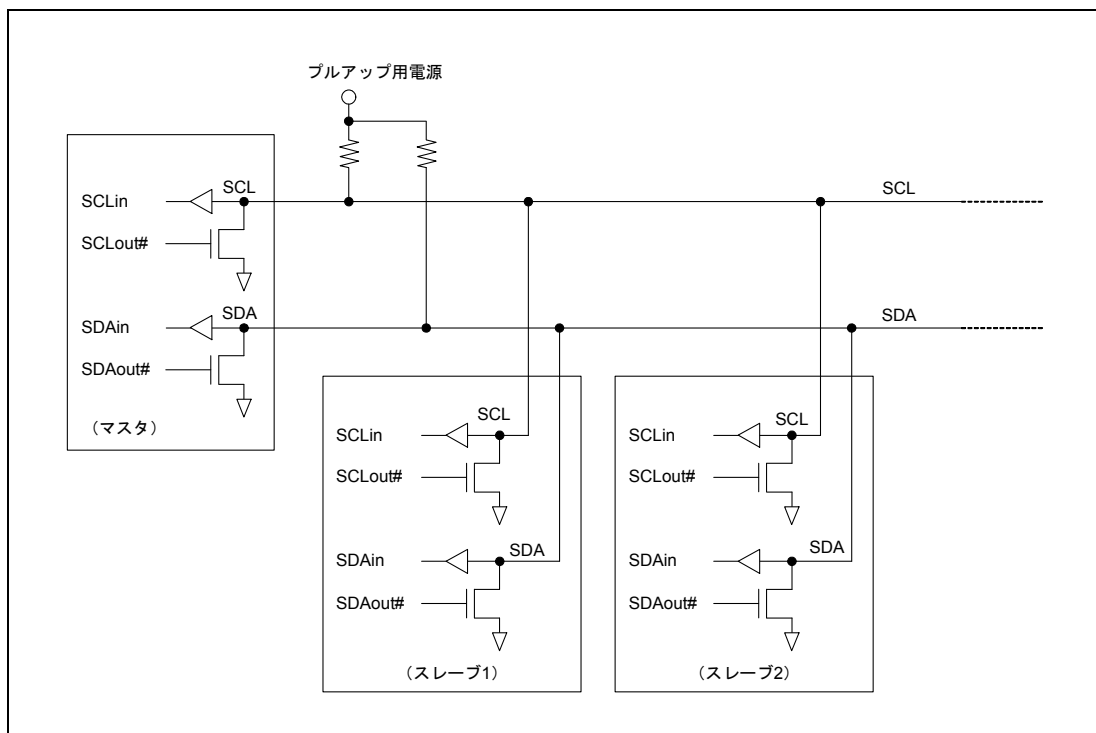 プルアップ用電源
SCLin
SCL
SCL
SCLout#
SDAin
SDA
SDA
SDAout#
（マスタ）
SCLin
SCL
SCLout#
SDAin
SDA
SDAout#
（スレーブ1）
SCLin
SCL
SCLout#
SDAin
SDA
SDAout#
（スレーブ2）